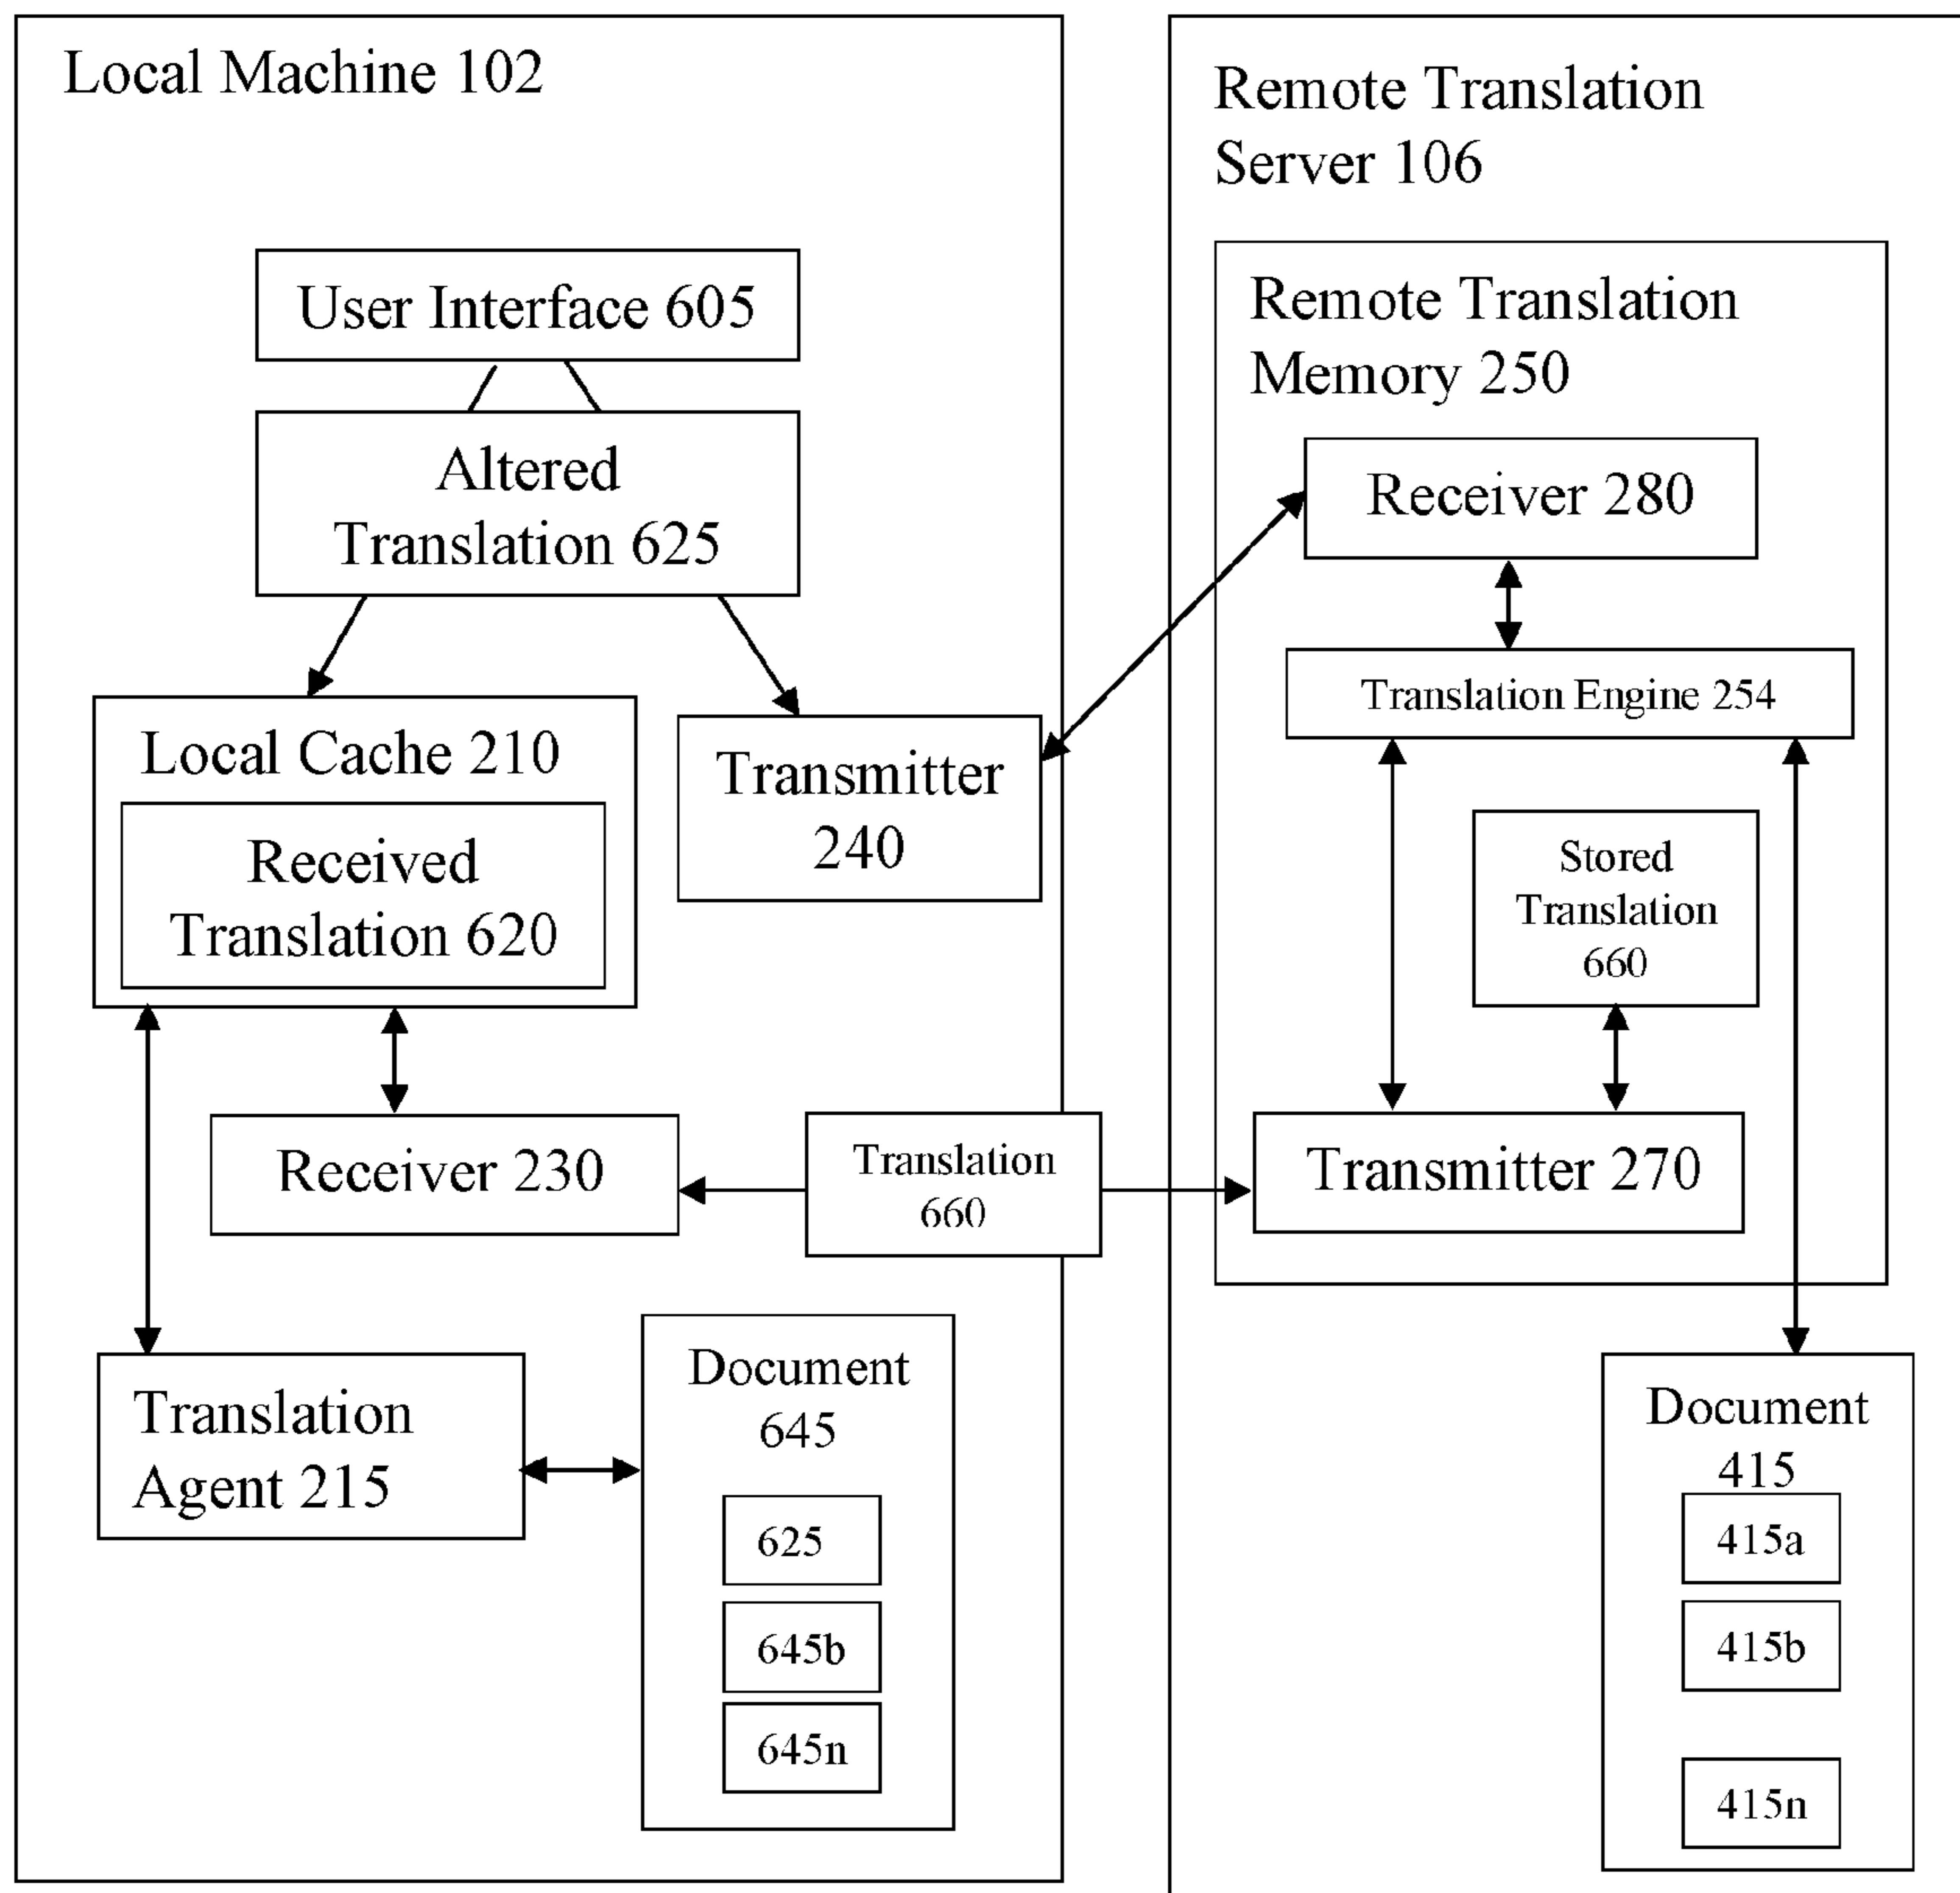 Local Machine 102
User Interface 605
Altered
Translation 625
Local Cache 210
Received
Translation 620
Transmitter
240
Receiver 230
Translation
660
Translation
Agent 215
Document
645
625
645b
645n
Remote Translation
Server 106
Remote Translation
Memory 250
Receiver 280
Translation Engine 254
Stored
Translation
660
Transmitter 270
Document
415
415a
415b
415n